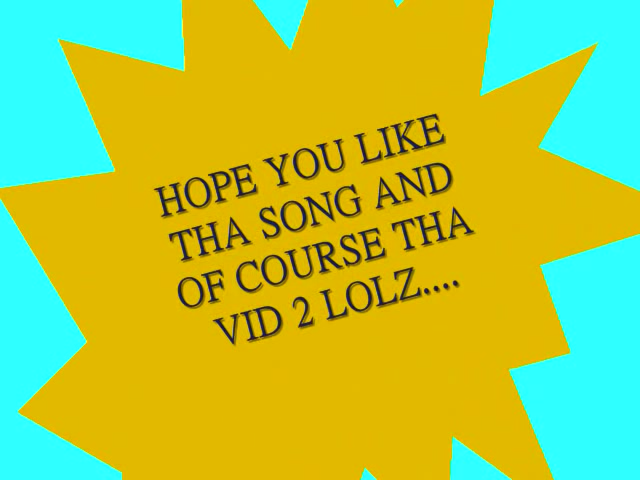 HOPE YOU LIKE
THA SONG AND
OF COURSE THA
VID 2 LOLZ....